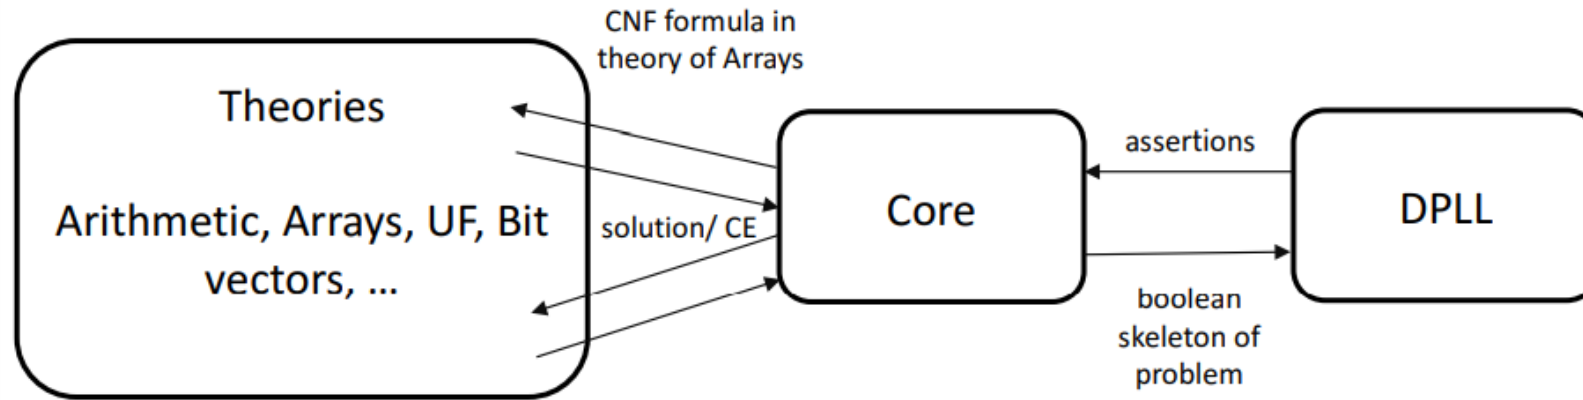 CNF formula in
theory of Arrays
Theories
Arithmetic, Arrays, UF, Bit
vectors, ...
solution/ CE
Core
assertions
boolean
skeleton of
problem
DPLL